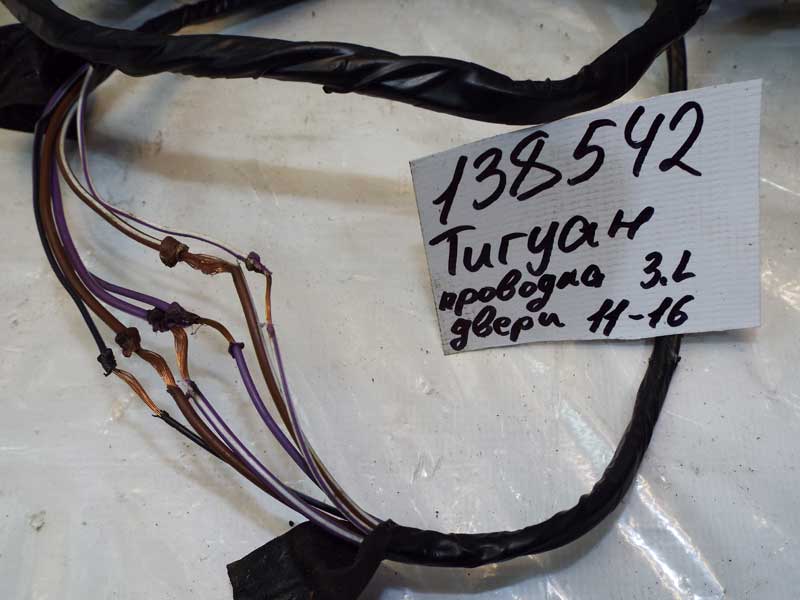 138542
Тигуан
проводка 3.L
двери 11-16